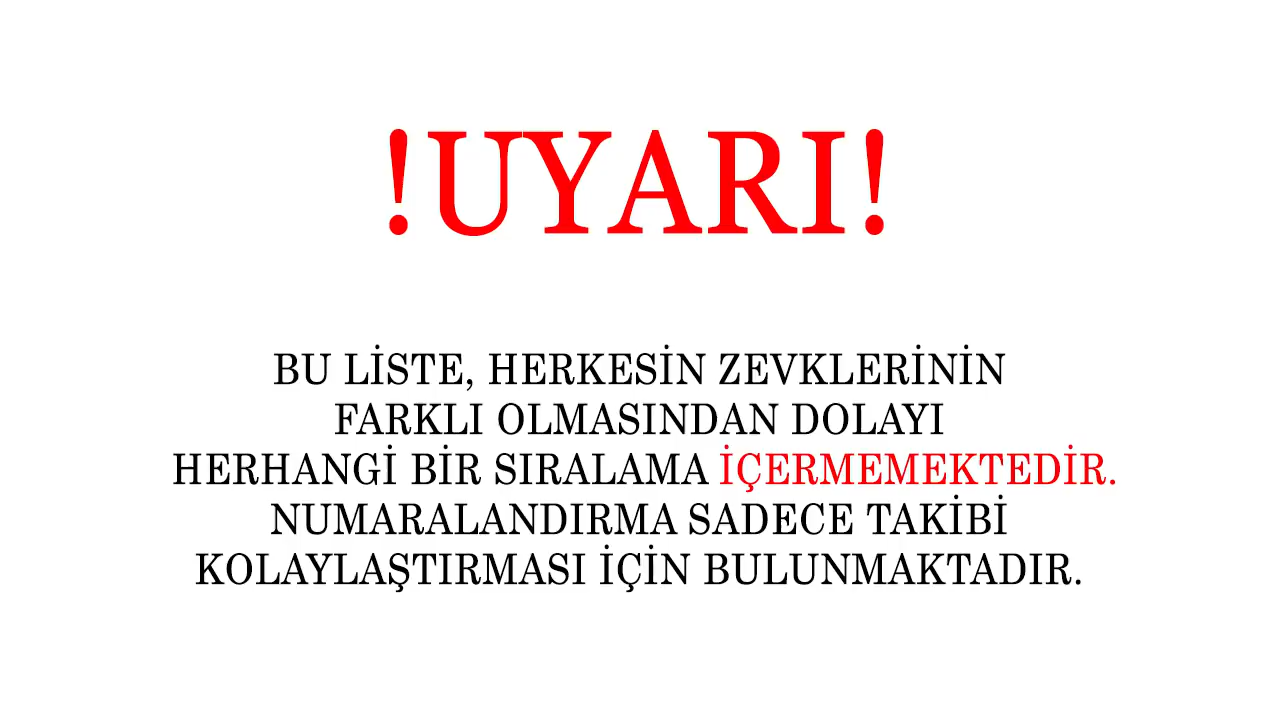 !UYARI!
BU LİSTE, HERKESİN ZEVKLERİNİN
FARKLI OLMASINDAN DOLAYI
HERHANGİ BİR SIRALAMA İÇERMEMEKTEDİR.
NUMARALANDIRMA SADECE TAKİBİ
KOLAYLAŞTIRMASI İÇİN BULUNMAKTADIR.